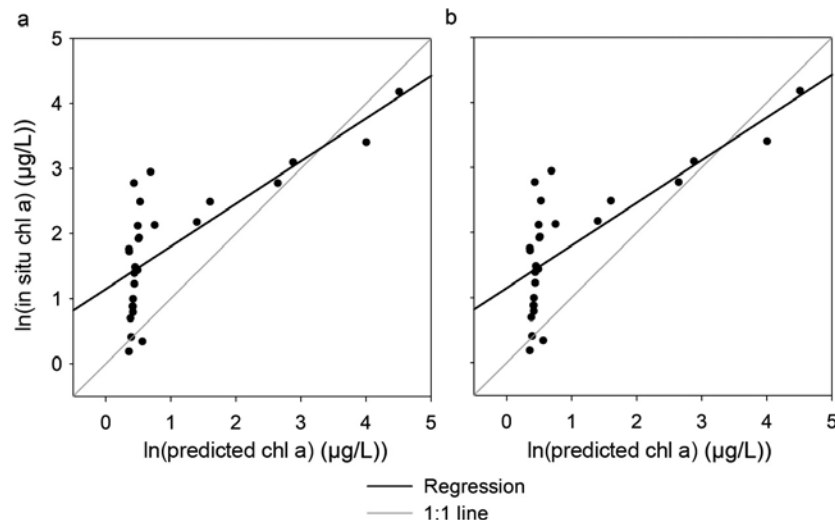 a
b
5
4
3
2
1
0
ln(in situ chl a) (µg/L))
0 1 2 3 4 5
0 1 2 3 4 5
ln(predicted chl a) (µg/L))
ln(predicted chl a) (µg/L))
Regression
1:1 line